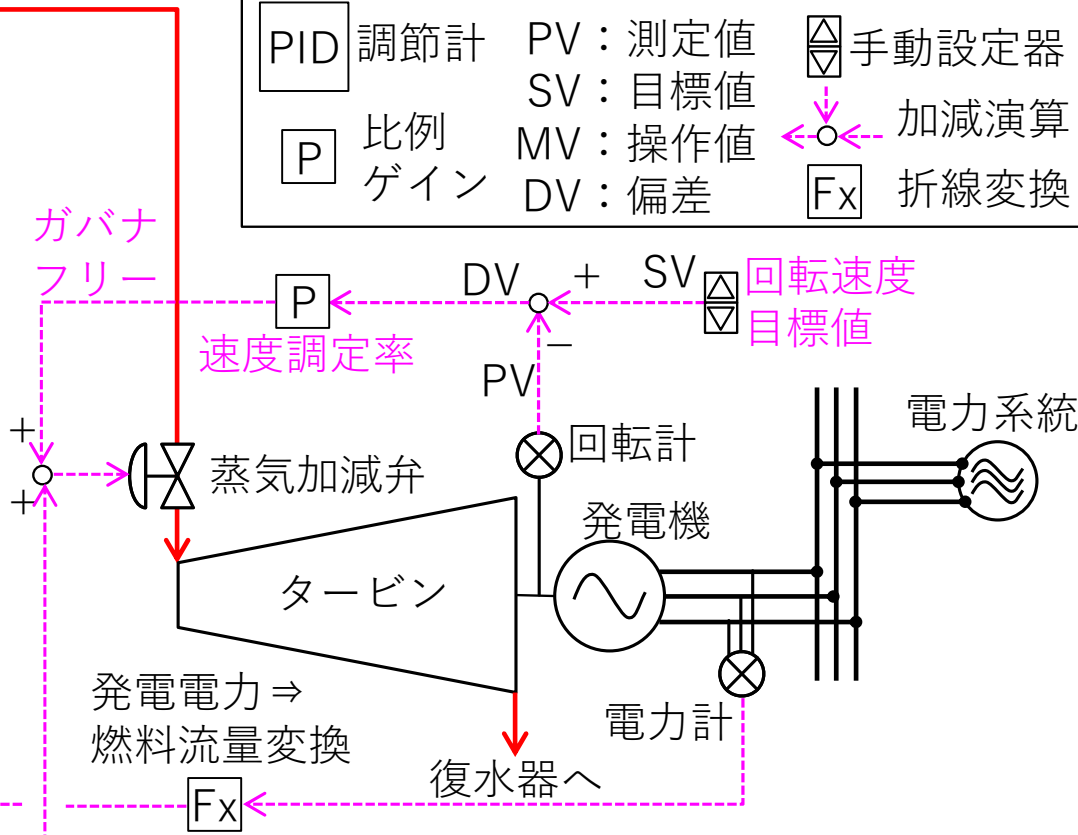 PID 調節計
PV：測定値
手動設定器
SV：目標値
P 比例
ゲイン
MV：操作値
加減演算
DV：偏差
Fx 折線変換
ガバナ
フリー
P
速度調定率
DV
+
SV
回転速度
目標値
−
PV
回転計
電力系統
+
+
蒸気加減弁
発電機
タービン
発電電力⇒
燃料流量変換
電力計
復水器へ
Fx